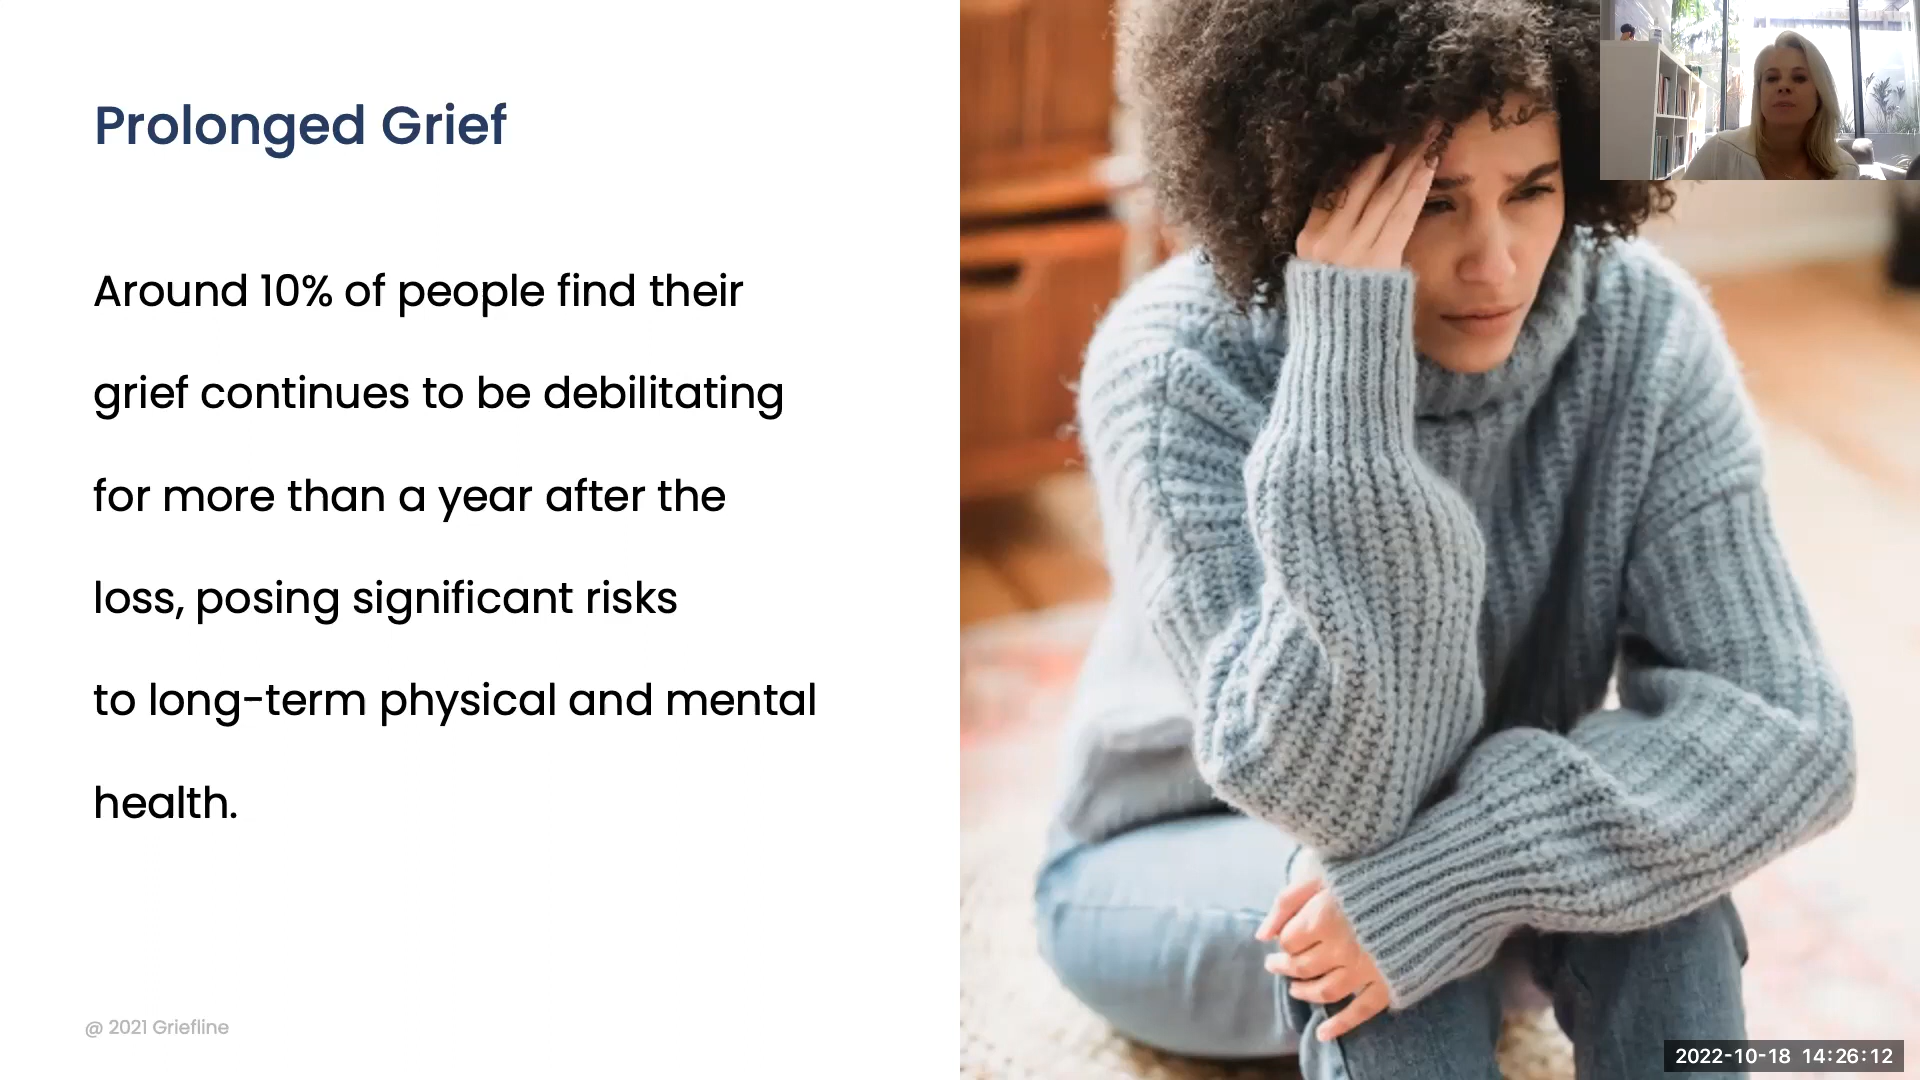 Prolonged Grief
Around 10% of people find their
grief continues to be debilitating
for more than a year after the
loss, posing significant risks
to long-term physical and mental
health.
@ 2021 Griefline
2022-10-18 14:26:12